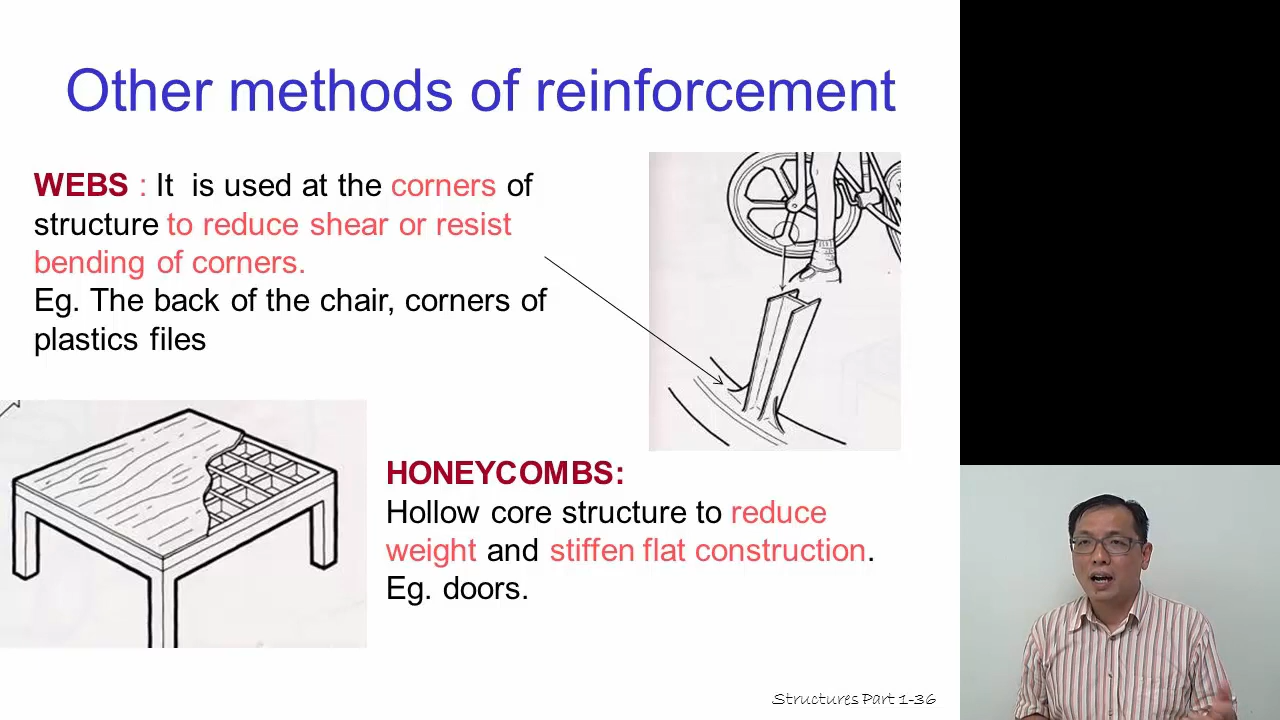 Other methods of reinforcement
WEBS : It is used at the corners of
structure to reduce shear or resist
bending of corners.
Eg. The back of the chair, corners of
plastics files
HONEYCOMBS:
Hollow core structure to reduce
weight and stiffen flat construction.
Eg. doors.
Structures Part 1-36